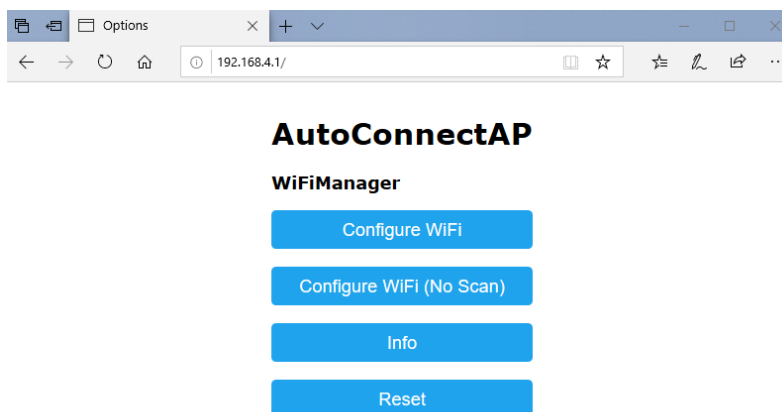 Options
192.168.4.1/
AutoConnectAP
WiFiManager
Configure WiFi
Configure WiFi (No Scan)
Info
Reset